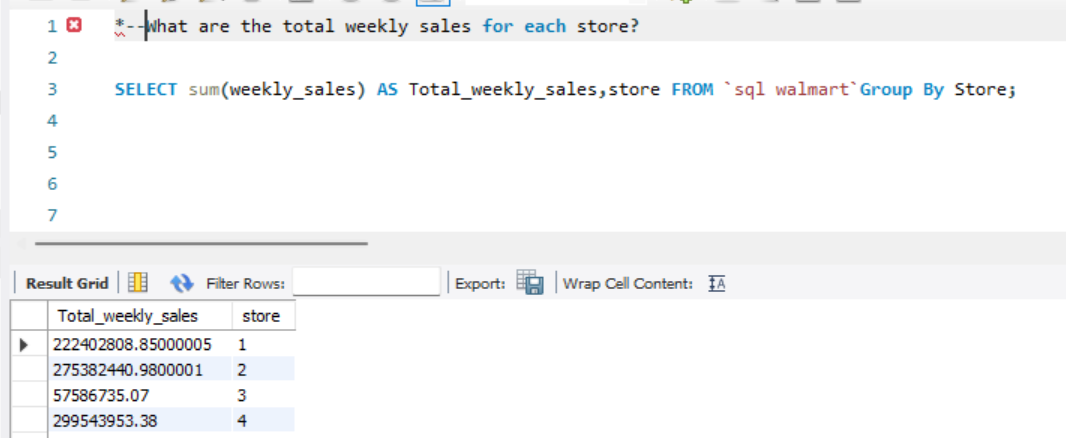 1 *--What are the total weekly sales for each store?
2
3 SELECT sum(weekly_sales) AS Total_weekly_sales,store FROM `sql walmart`Group By Store;
4
5
6
7
Result Grid Filter Rows: Export: Wrap Cell Content:
Total_weekly_sales store
222402808.85000005 1
275382440.9800001 2
57586735.07 3
299543953.38 4